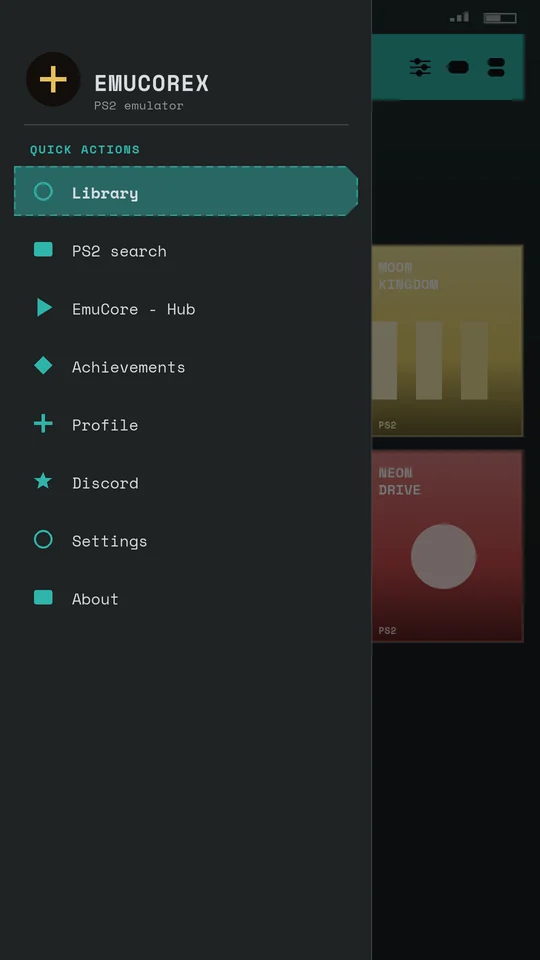 EMUCOREX
PS2 emulator
QUICK ACTIONS
Library
PS2 search
EmuCore - Hub
Achievements
Profile
Discord
Settings
About
MOON
KINGDOM
PS2
NEON
DRIVE
PS2